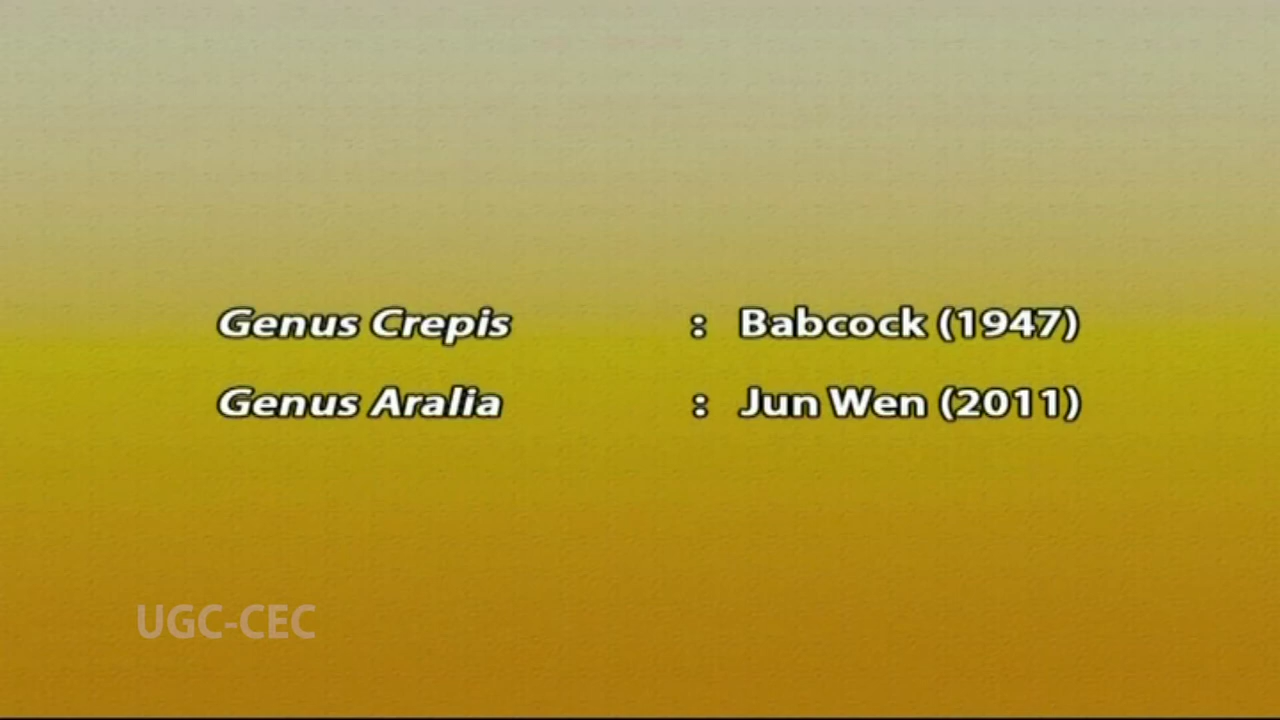 Genus Crepis : Babcock (1947)
Genus Aralia : Jun Wen (2011)
UGC-CEC